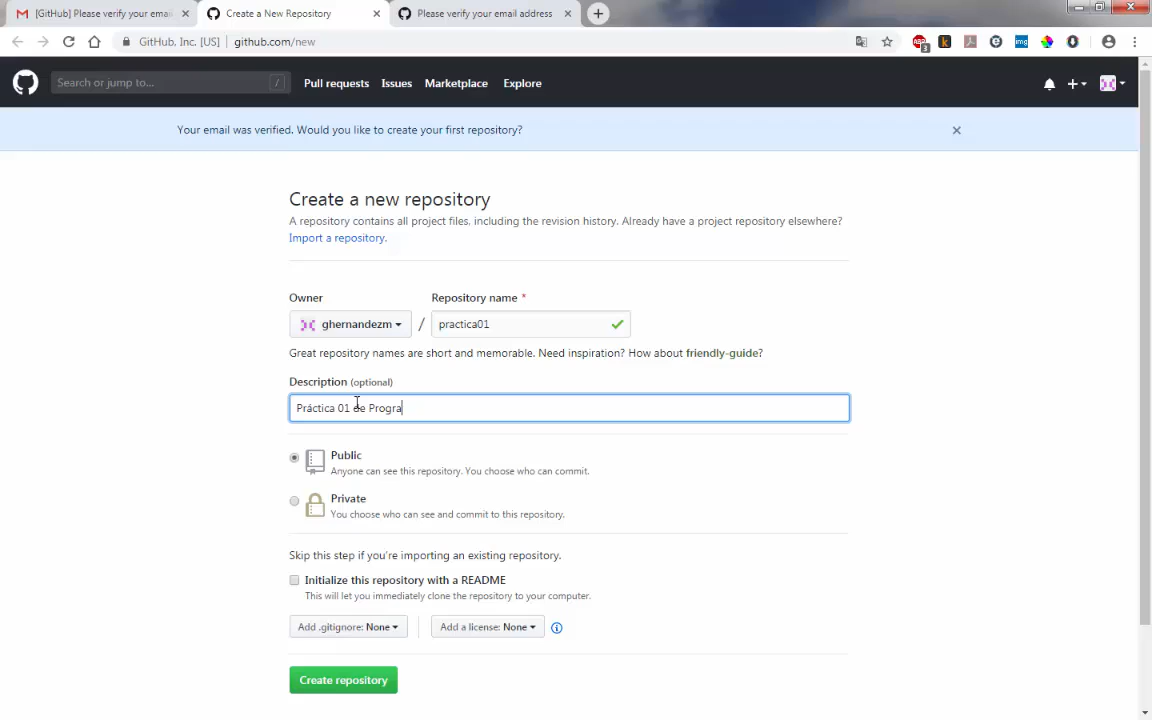 [GitHub] Please verify your emai
Create a New Repository
Please verify your email address
GitHub, Inc. [US]
github.com/new
ABP
3
k
e
img
Search or jump to...
/
Pull requests
Issues
Marketplace
Explore
Your email was verified. Would you like to create your first repository?
Create a new repository
A repository contains all project files, including the revision history. Already have a project repository elsewhere?
Import a repository.
Owner
Repository name *
ghernandezm
/
practica01
Great repository names are short and memorable. Need inspiration? How about friendly-guide?
Description (optional)
Práctica 01 de Progra
Public
Anyone can see this repository. You choose who can commit.
Private
You choose who can see and commit to this repository.
Skip this step if you're importing an existing repository.
Initialize this repository with a README
This will let you immediately clone the repository to your computer.
Add .gitignore: None
Add a license: None
Create repository